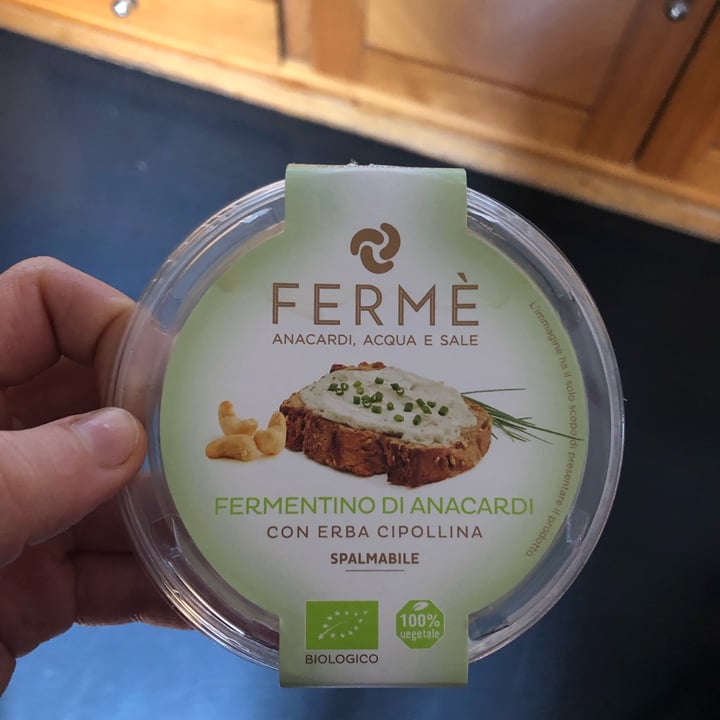 FERMÈ
ANACARDI, ACQUA E SALE
L'immagine ha il solo scopo di presentare il prodotto.
FERMENTINO DI ANACARDI
CON ERBA CIPOLLINA
SPALMABILE
100%
vegetale
BIOLOGICO